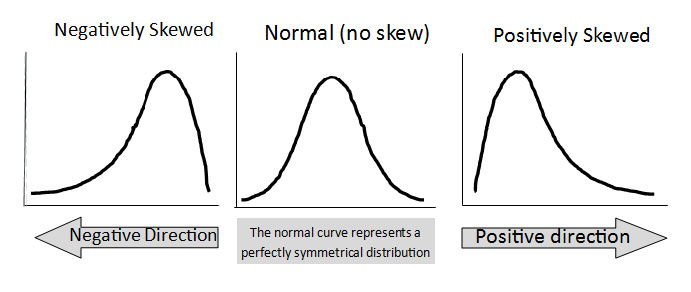 Negatively Skewed
Normal (no skew)
Positively Skewed
Negative Direction
The normal curve represents a
perfectly symmetrical distribution
Positive direction